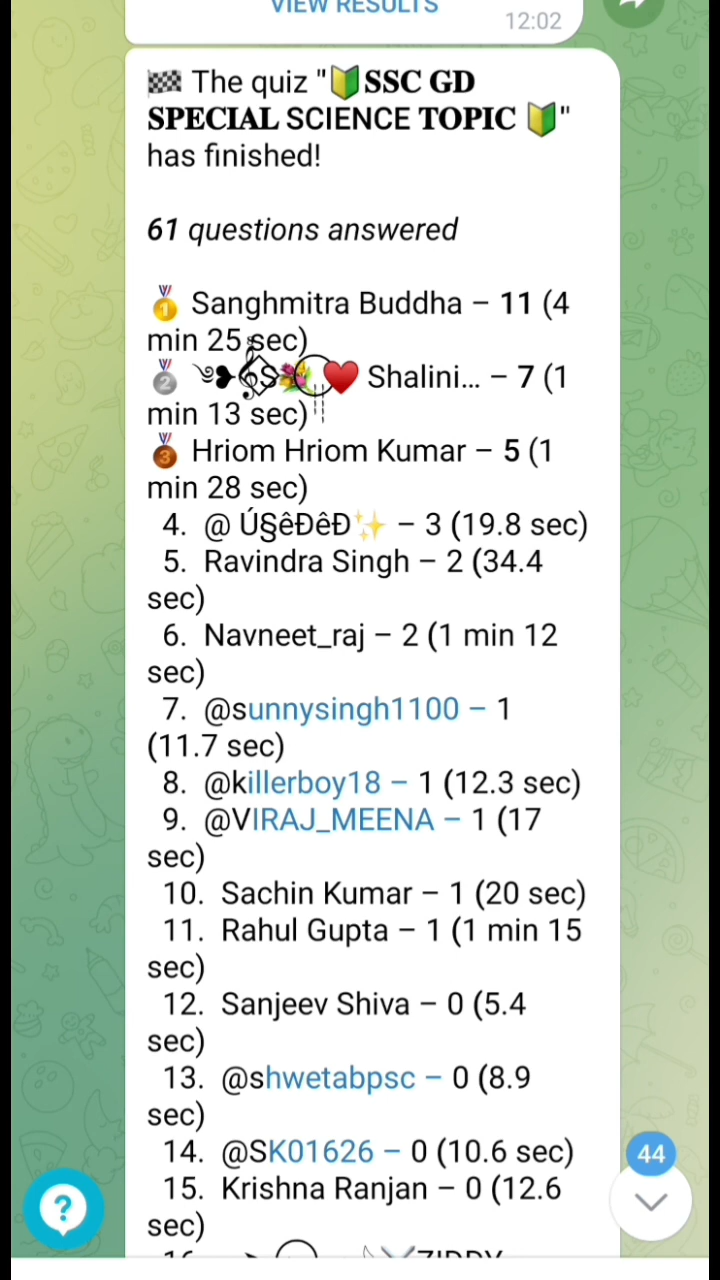 VIEW RESULTS
12:02
🏁 The quiz "🔰SSC GD
SPECIAL SCIENCE TOPIC 🔰"
has finished!
61 questions answered
🥇 Sanghmitra Buddha – 11 (4
min 25 sec)
🥈 Shalini... – 7 (1
min 13 sec)
🥉 Hriom Hriom Kumar – 5 (1
min 28 sec)
4. @ Ú§êÐêÐ✨ – 3 (19.8 sec)
5. Ravindra Singh – 2 (34.4
sec)
6. Navneet_raj – 2 (1 min 12
sec)
7. @sunnysingh1100 – 1
(11.7 sec)
8. @killerboy18 – 1 (12.3 sec)
9. @VIRAJ_MEENA – 1 (17
sec)
10. Sachin Kumar – 1 (20 sec)
11. Rahul Gupta – 1 (1 min 15
sec)
12. Sanjeev Shiva – 0 (5.4
sec)
13. @shwetabpsc – 0 (8.9
sec)
14. @SK01626 – 0 (10.6 sec)
44
15. Krishna Ranjan – 0 (12.6
sec)
?